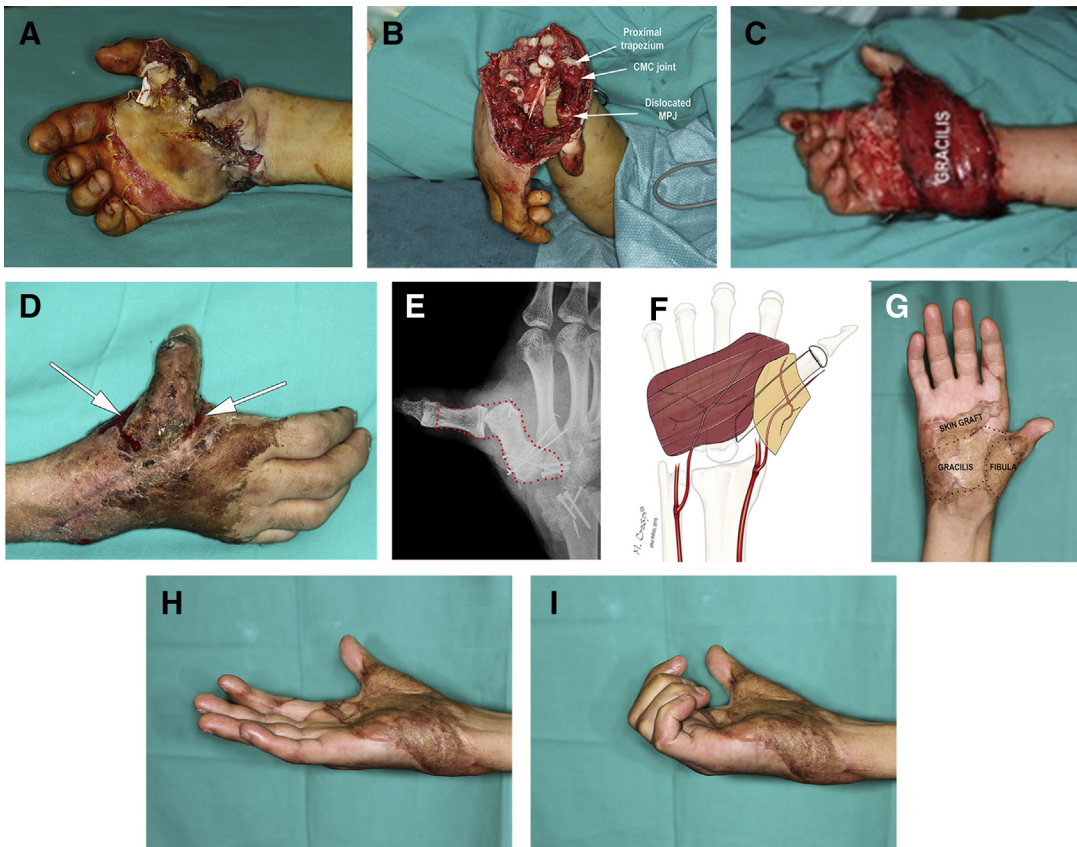 A
B
Proximal
trapezium
CMC joint
Dislocated
MPJ
C
GRACILIS
D
E
F
G
SKIN GRAFT
GRACILIS
FIBULA
H
I